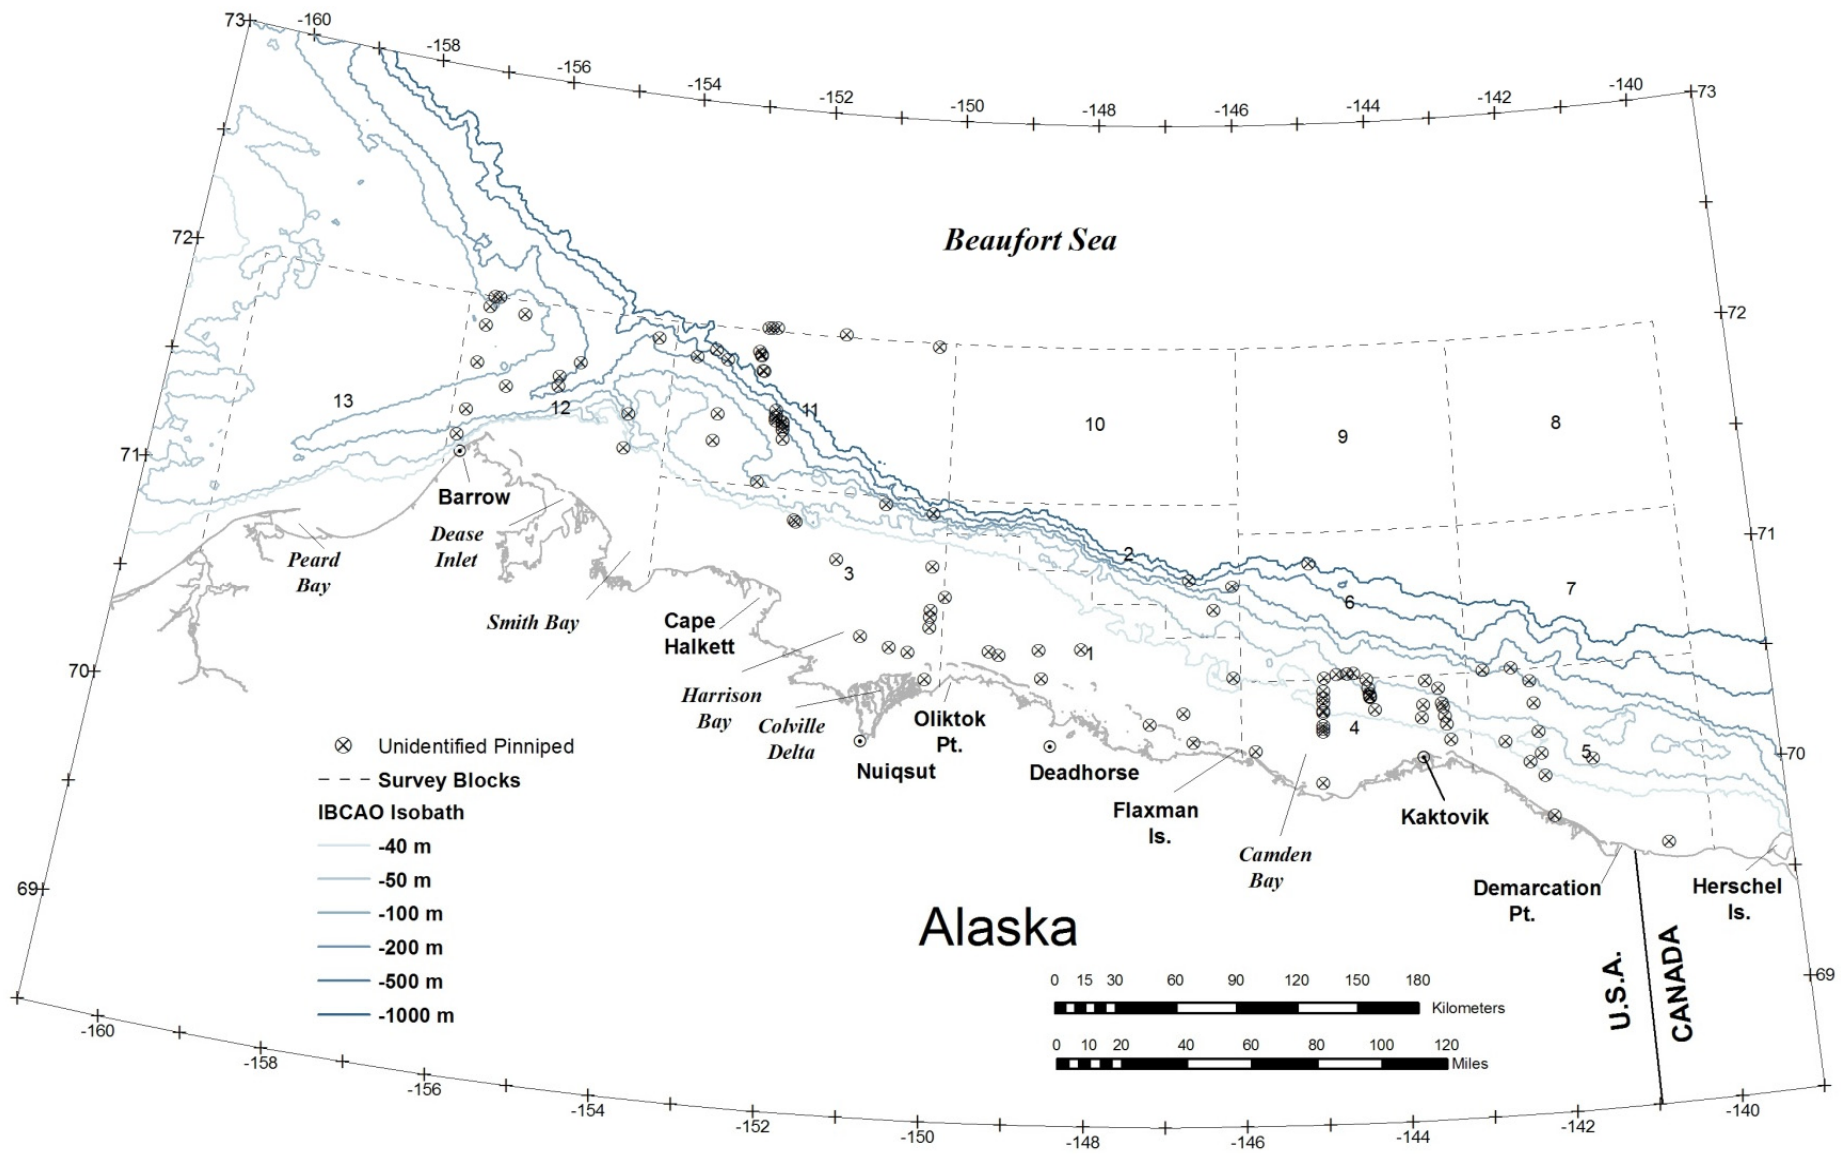 73
-160
-158
-156
-154
-152
-150
-148
-146
-144
-142
-140
73
Beaufort Sea
72
72
13
12
11
10
9
8
71
71
Barrow
Dease
Inlet
Peard
Bay
Smith Bay
Cape
Halkett
3
2
6
7
1
70
Harrison
Bay
Colville
Delta
Oliktok
Pt.
Nuiqsut
Deadhorse
Flaxman
Is.
4
5
70
Camden
Bay
Kaktovik
Demarcation
Pt.
Herschel
Is.
Unidentified Pinniped
Survey Blocks
IBCAO Isobath
-40 m
-50 m
-100 m
-200 m
-500 m
-1000 m
69
Alaska
U.S.A.
CANADA
69
0 15 30 60 90 120 150 180
Kilometers
0 10 20 40 60 80 100 120
Miles
-160
-158
-156
-154
-152
-150
-148
-146
-144
-142
-140